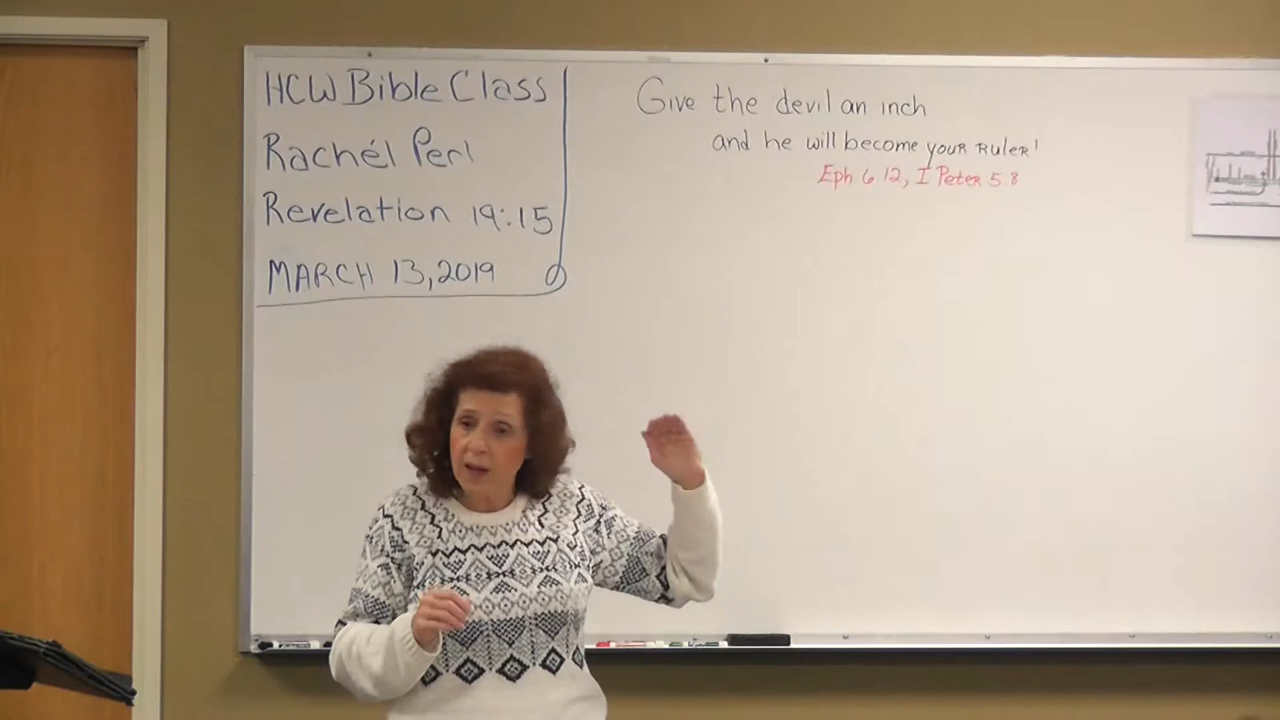 HCW Bible Class
Rachél Perl
Revelation 19:15
MARCH 13, 2019
Give the devil an inch
and he will become your RuleR!
Eph 6.12, I Peter 5.8